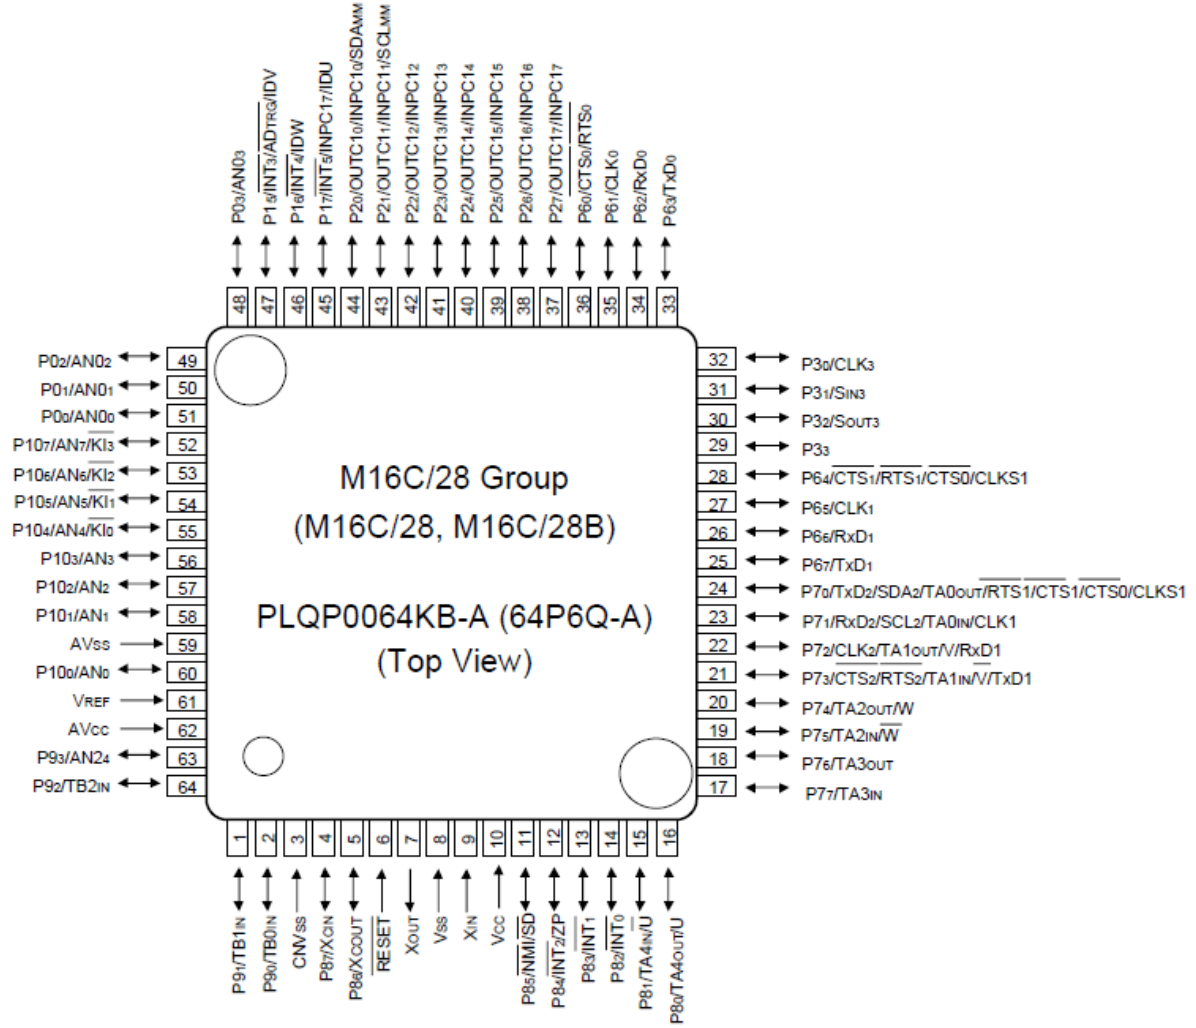 P03/AN03
P15/INT3/ADTRG/IDV
P16/INT4/IDW
P17/INT5/INPC17/IDU
P20/OUTC10/INPC10/SDAMM
P21/OUTC11/INPC11/SCLMM
P22/OUTC12/INPC12
P23/OUTC13/INPC13
P24/OUTC14/INPC14
P25/OUTC15/INPC15
P26/OUTC16/INPC16
P27/OUTC17/INPC17
P60/CTS0/RTS0
P61/CLK0
P62/RxD0
P63/TxD0
48 47 46 45 44 43 42 41 40 39 38 37 36 35 34 33
P02/AN02 49
P01/AN01 50
P00/AN00 51
P107/AN7/KI3 52
P106/AN6/KI2 53
P105/AN5/KI1 54
P104/AN4/KI0 55
P103/AN3 56
P102/AN2 57
P101/AN1 58
AVSS 59
P100/AN0 60
VREF 61
AVCC 62
P93/AN24 63
P92/TB2IN 64
M16C/28 Group
(M16C/28, M16C/28B)
PLQP0064KB-A (64P6Q-A)
(Top View)
32 P30/CLK3
31 P31/SIN3
30 P32/SOUT3
29 P33
28 P64/CTS1/RTS1/CTS0/CLKS1
27 P65/CLK1
26 P66/RxD1
25 P67/TxD1
24 P70/TxD2/SDA2/TA0OUT/RTS1/CTS1/CTS0/CLKS1
23 P71/RxD2/SCL2/TA0IN/CLK1
22 P72/CLK2/TA1OUT/V/RxD1
21 P73/CTS2/RTS2/TA1IN/V/TxD1
20 P74/TA2OUT/W
19 P75/TA2IN/W
18 P76/TA3OUT
17 P77/TA3IN
1 2 3 4 5 6 7 8 9 10 11 12 13 14 15 16
P91/TB1IN
P90/TB0IN
CNVSS
P87/XCIN
P86/XCOUT
RESET
XOUT
VSS
XIN
VCC
P85/NMI/SD
P84/INT2/ZP
P83/INT1
P82/INT0
P81/TA4IN/U
P80/TA4OUT/U